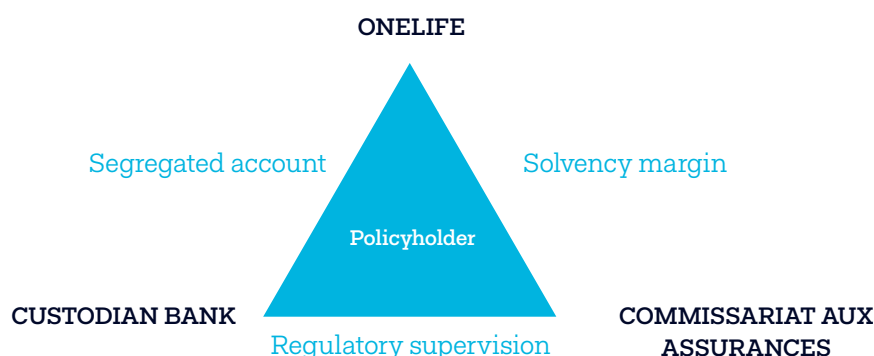 ONELIFE
Segregated account
Solvency margin
Policyholder
CUSTODIAN BANK
COMMISSARIAT AUX
ASSURANCES
Regulatory supervision